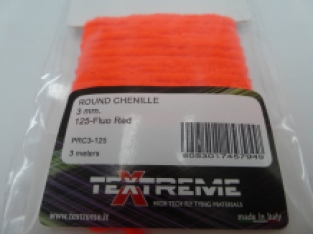 ROUND CHENILLE
3 mm.
125-Fluo Red
PRC3-125
3 meters
8053017457949
TEXTREME
HIGH TECH FLY TYING MATERIALS
www.textreme.it
made in Italy